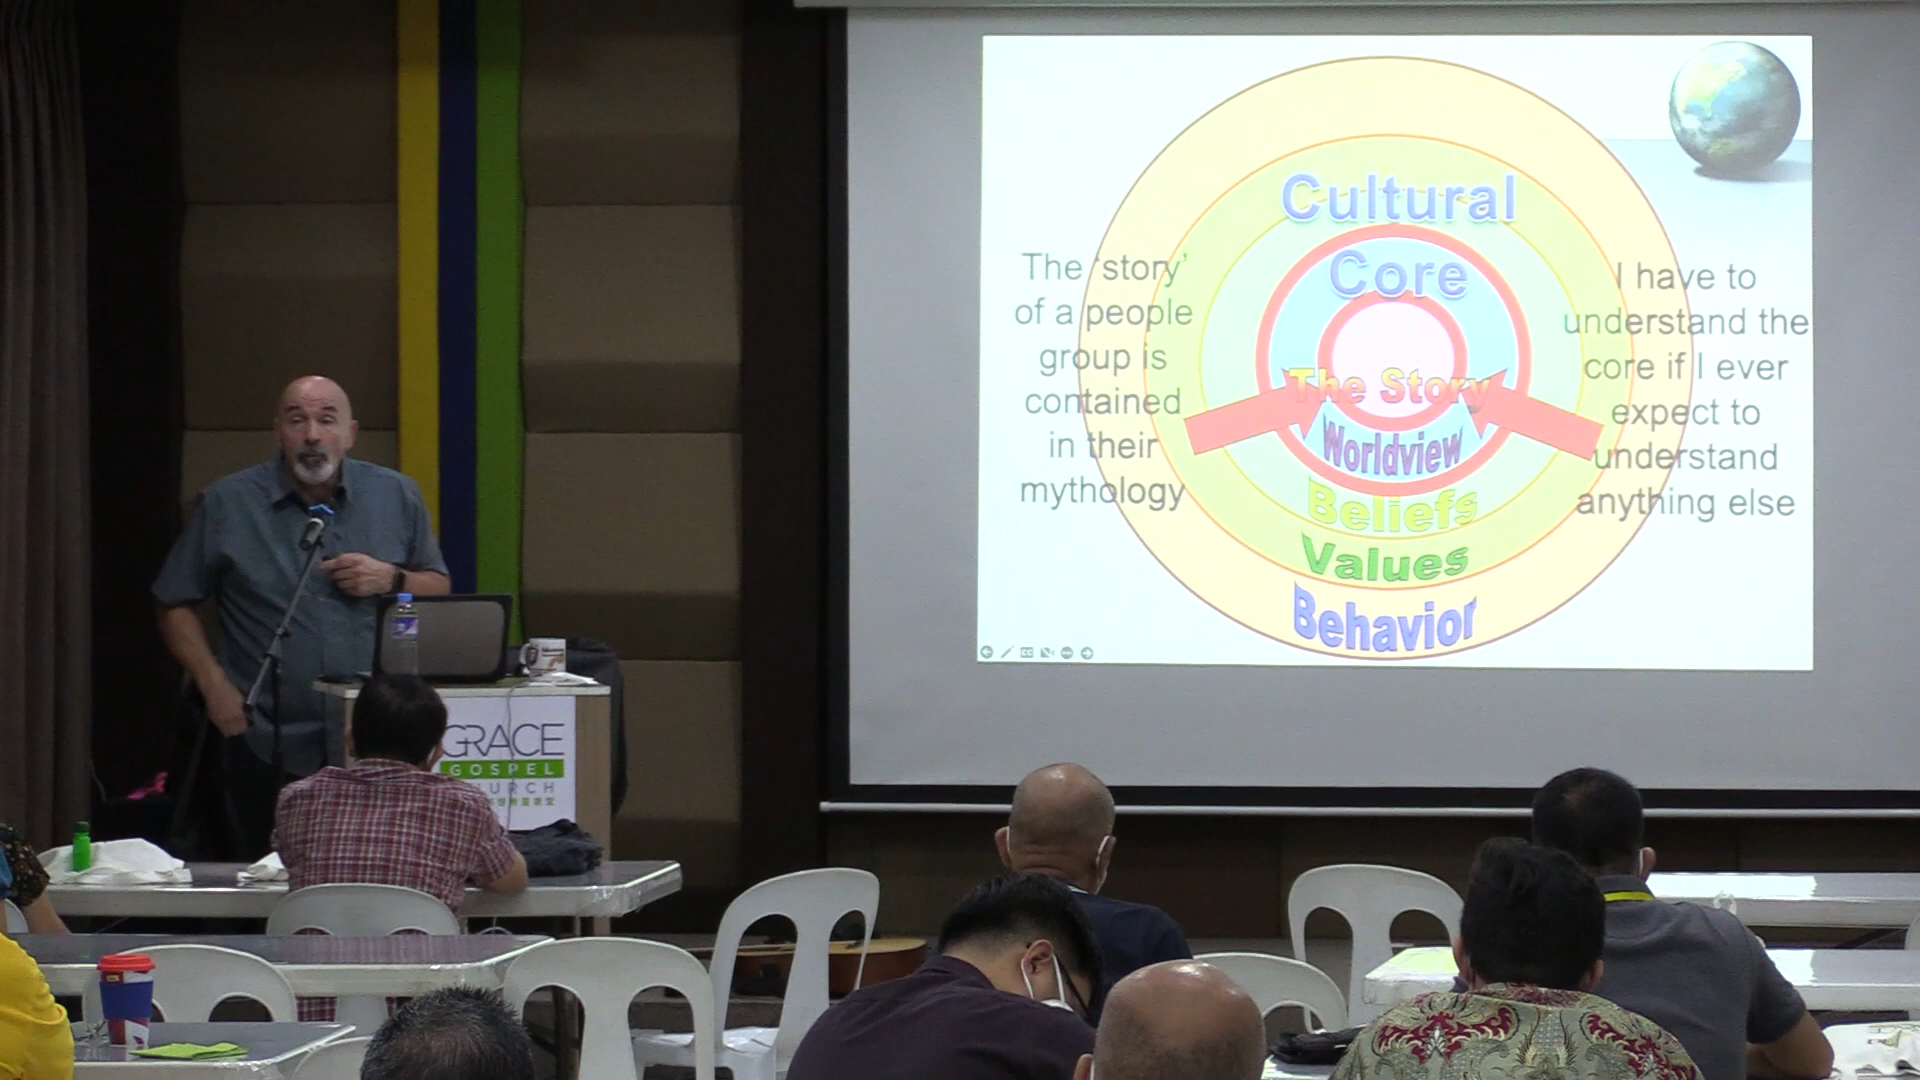 Cultural
Core
The Story
Worldview
Beliefs
Values
Behavior
The 'story'
of a people
group is
contained
in their
mythology
I have to
understand the
core if I ever
expect to
understand
anything else
GRACE
GOSPEL